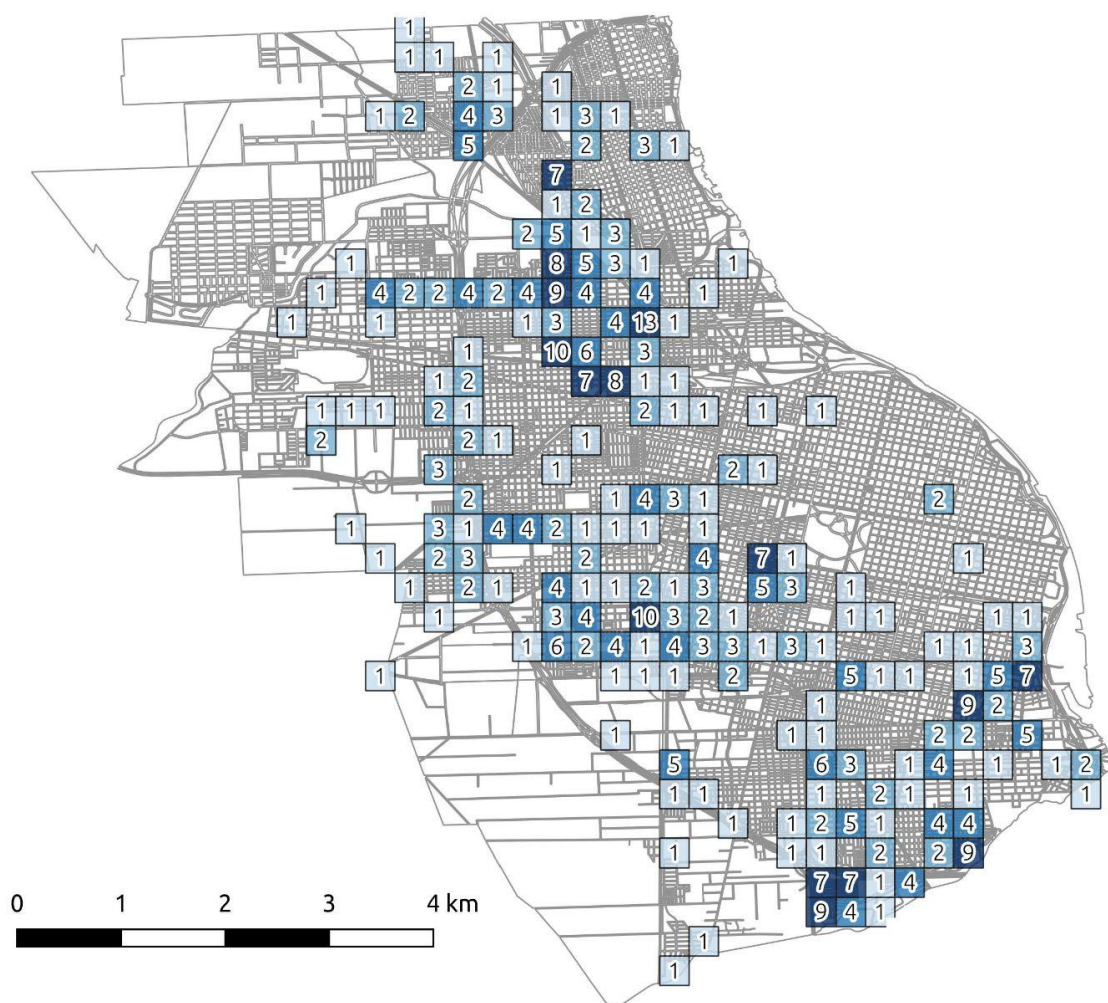 1
1 1 1
2 1 1
1 2 4 3 1 3 1
5 2 3 1
7
1 2
2 5 1 3
1 8 5 3 1 1
1 4 2 2 4 2 4 9 4 4 1
1 1 1 3 4 13 1
1 10 6 3
1 2 7 8 1 1
1 1 1 2 1 2 1 1 1 1
2 2 1 1
3 1 2 1
2 1 4 3 1 2
1 3 1 4 4 2 1 1 1 1
1 2 3 2 4 7 1 1
1 2 1 4 1 1 2 1 3 5 3 1
1 3 4 10 3 2 1 1 1 1 1
1 6 2 4 1 4 3 3 1 3 1 1 1 3
1 1 1 1 2 5 1 1 1 5 7
1 9 2
1 1 1 2 2 5
5 6 3 1 4 1 1 2
1 1 1 2 1 1 1
1 1 2 5 1 4 4
1 1 1 2 2 9
7 7 1 4
0 1 2 3 4 km
9 4 1
1
1